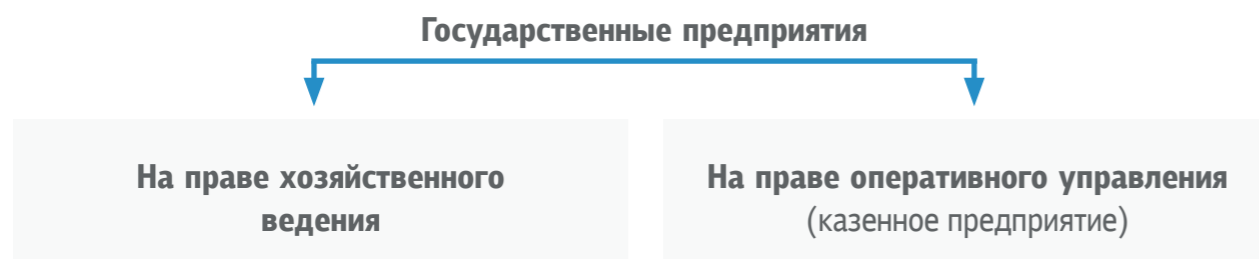 Государственные предприятия
На праве хозяйственного
ведения
На праве оперативного управления
(казенное предприятие)